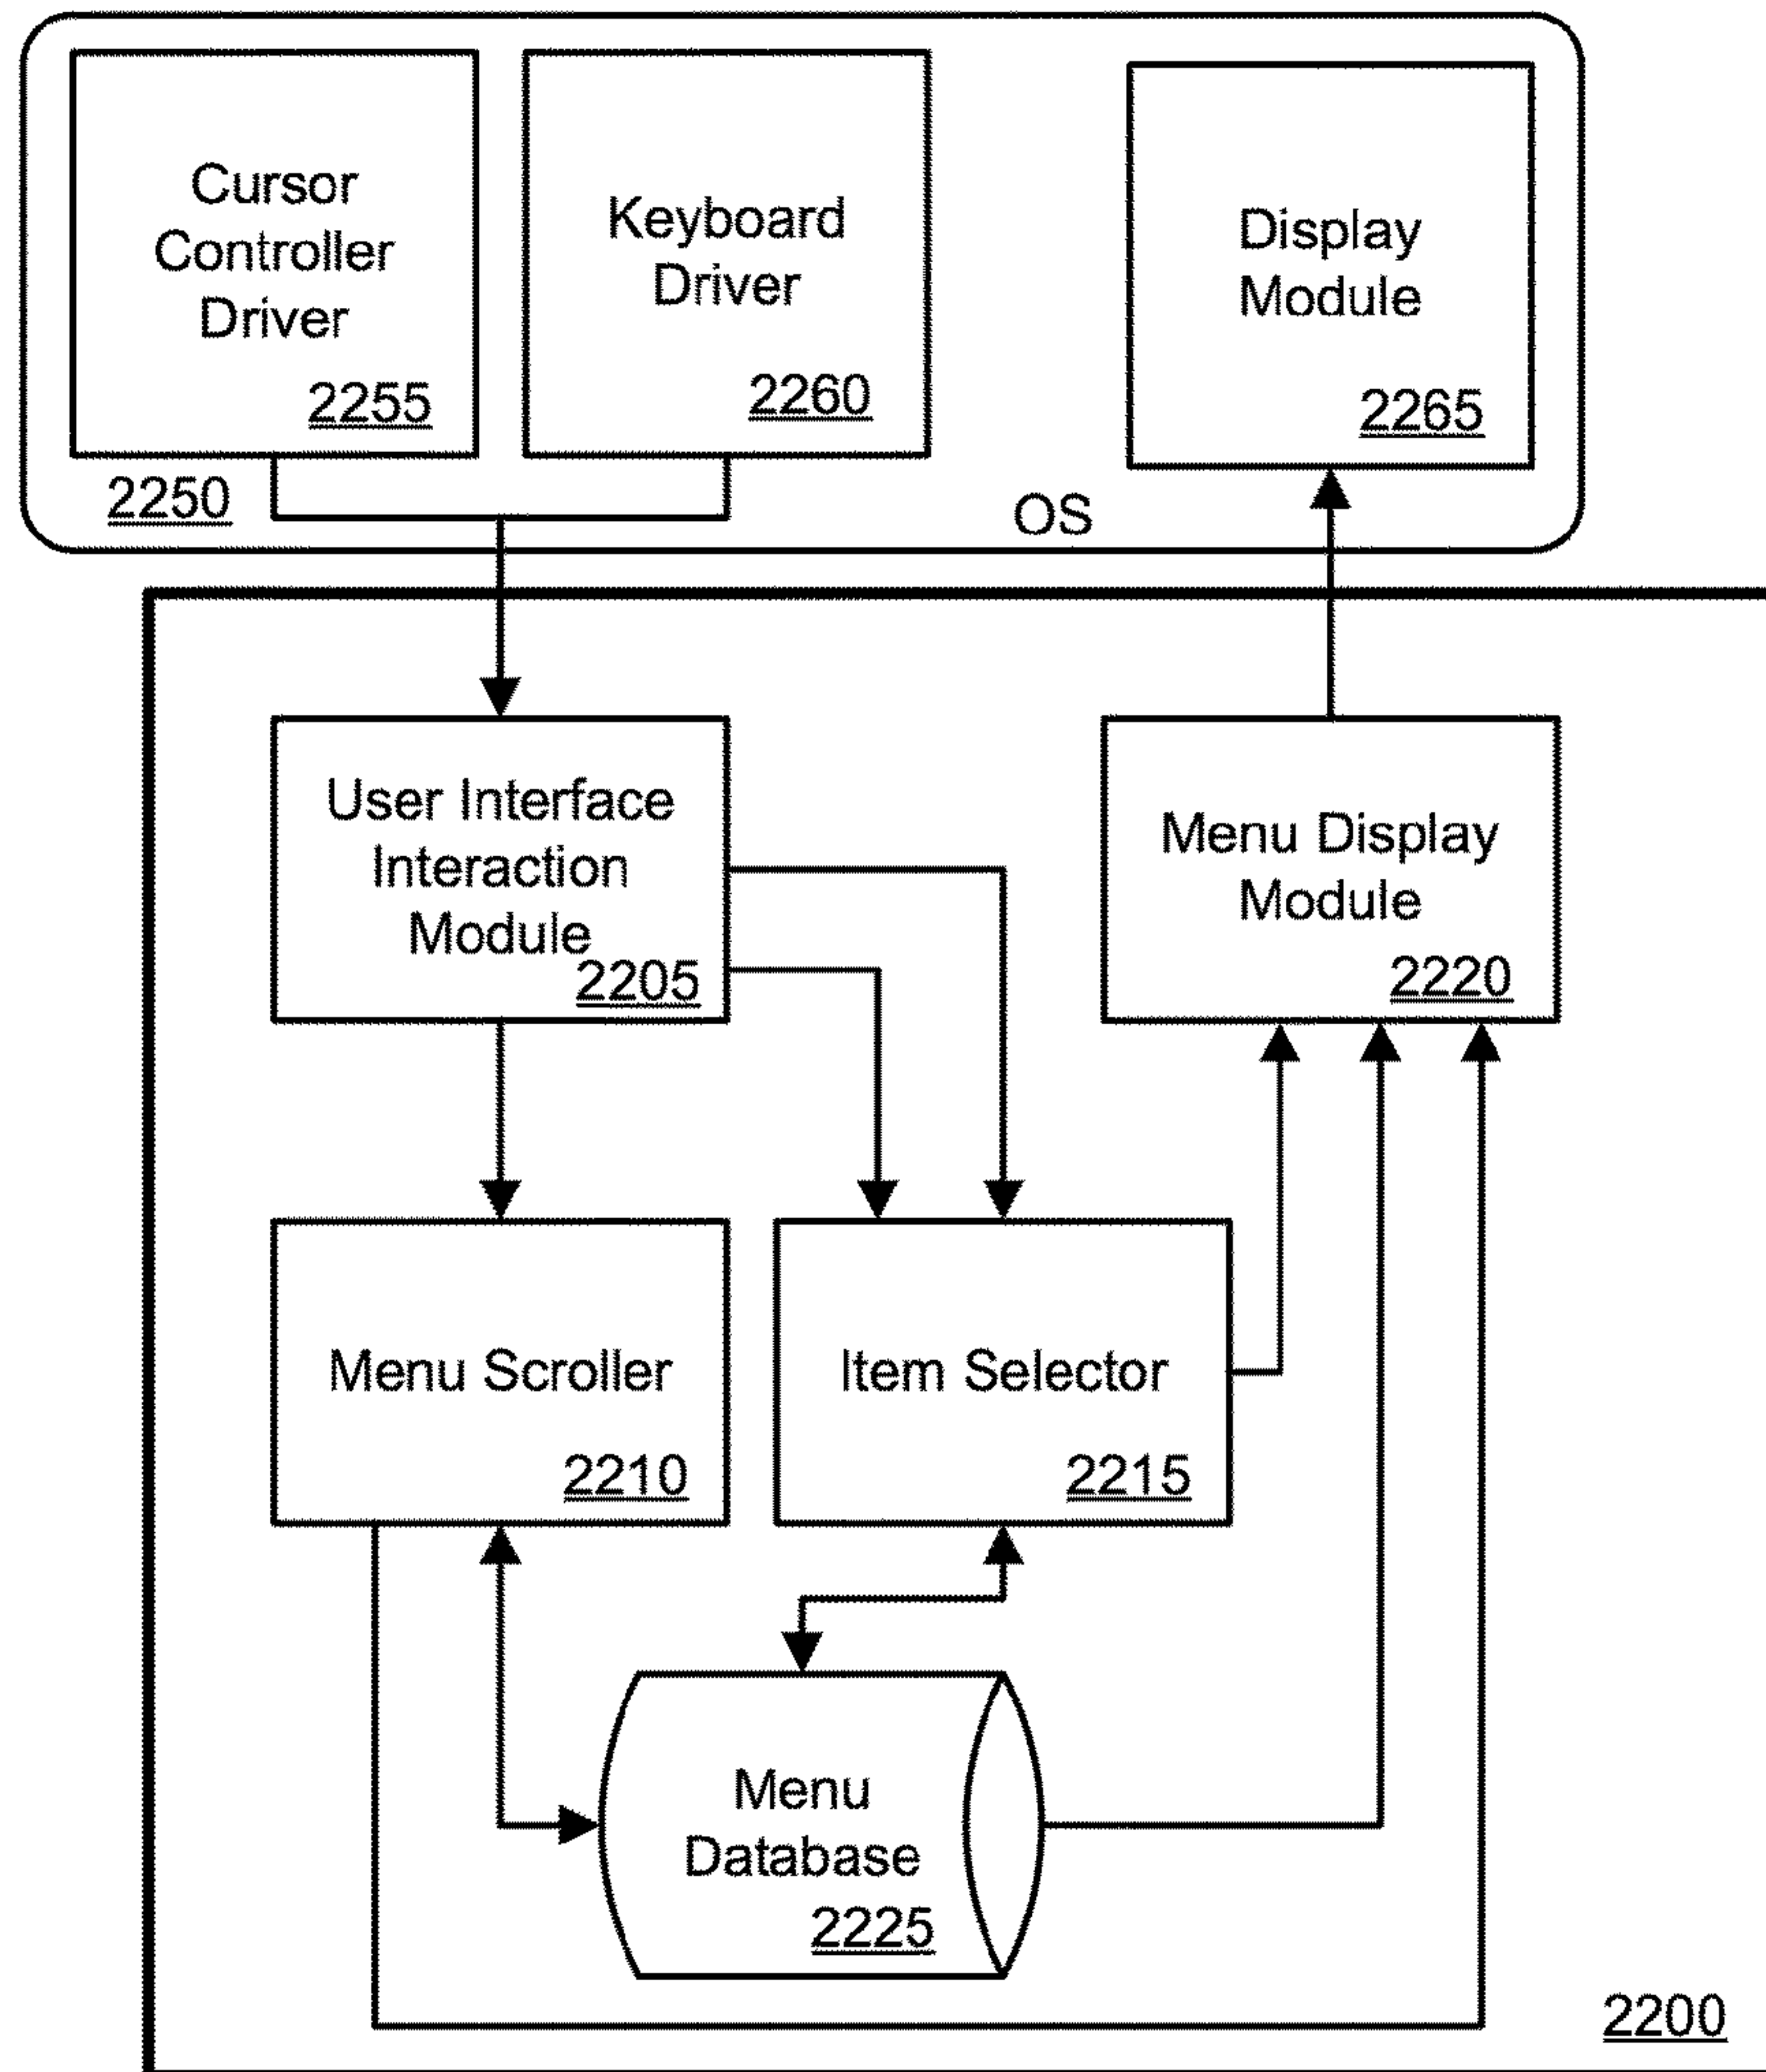 Cursor
Controller
Driver
2255
Keyboard
Driver
2260
Display
Module
2265
2250
OS
User Interface
Interaction
Module
2205
Menu Display
Module
2220
Menu Scroller
2210
Item Selector
2215
Menu
Database
2225
2200